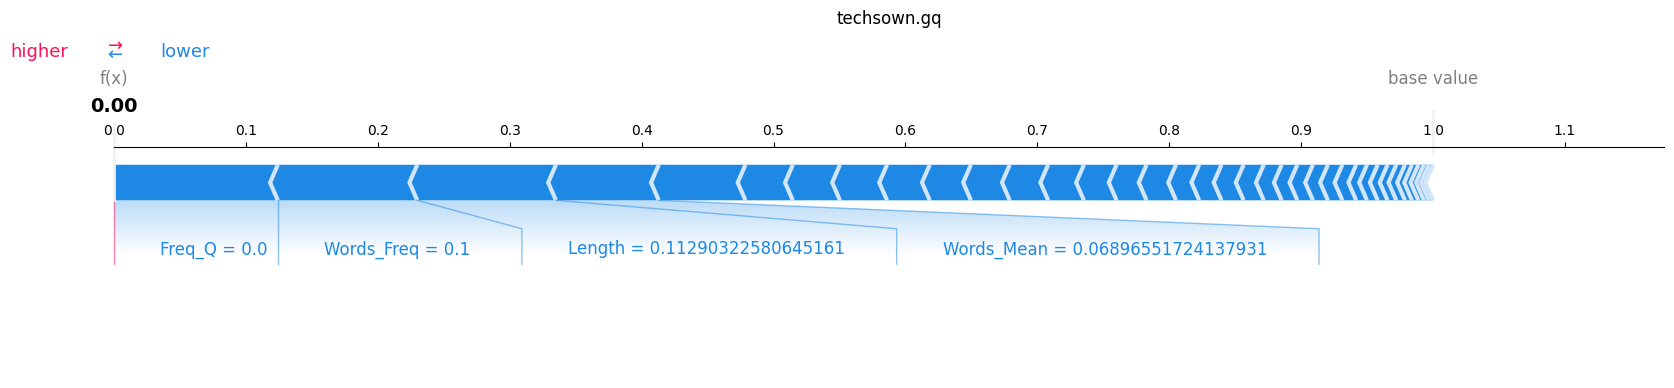 techsown.gq
higher ⇄ lower
f(x) base value
0.00
0.0 0.1 0.2 0.3 0.4 0.5 0.6 0.7 0.8 0.9 1.0 1.1
Freq_Q = 0.0 Words_Freq = 0.1 Length = 0.11290322580645161 Words_Mean = 0.06896551724137931